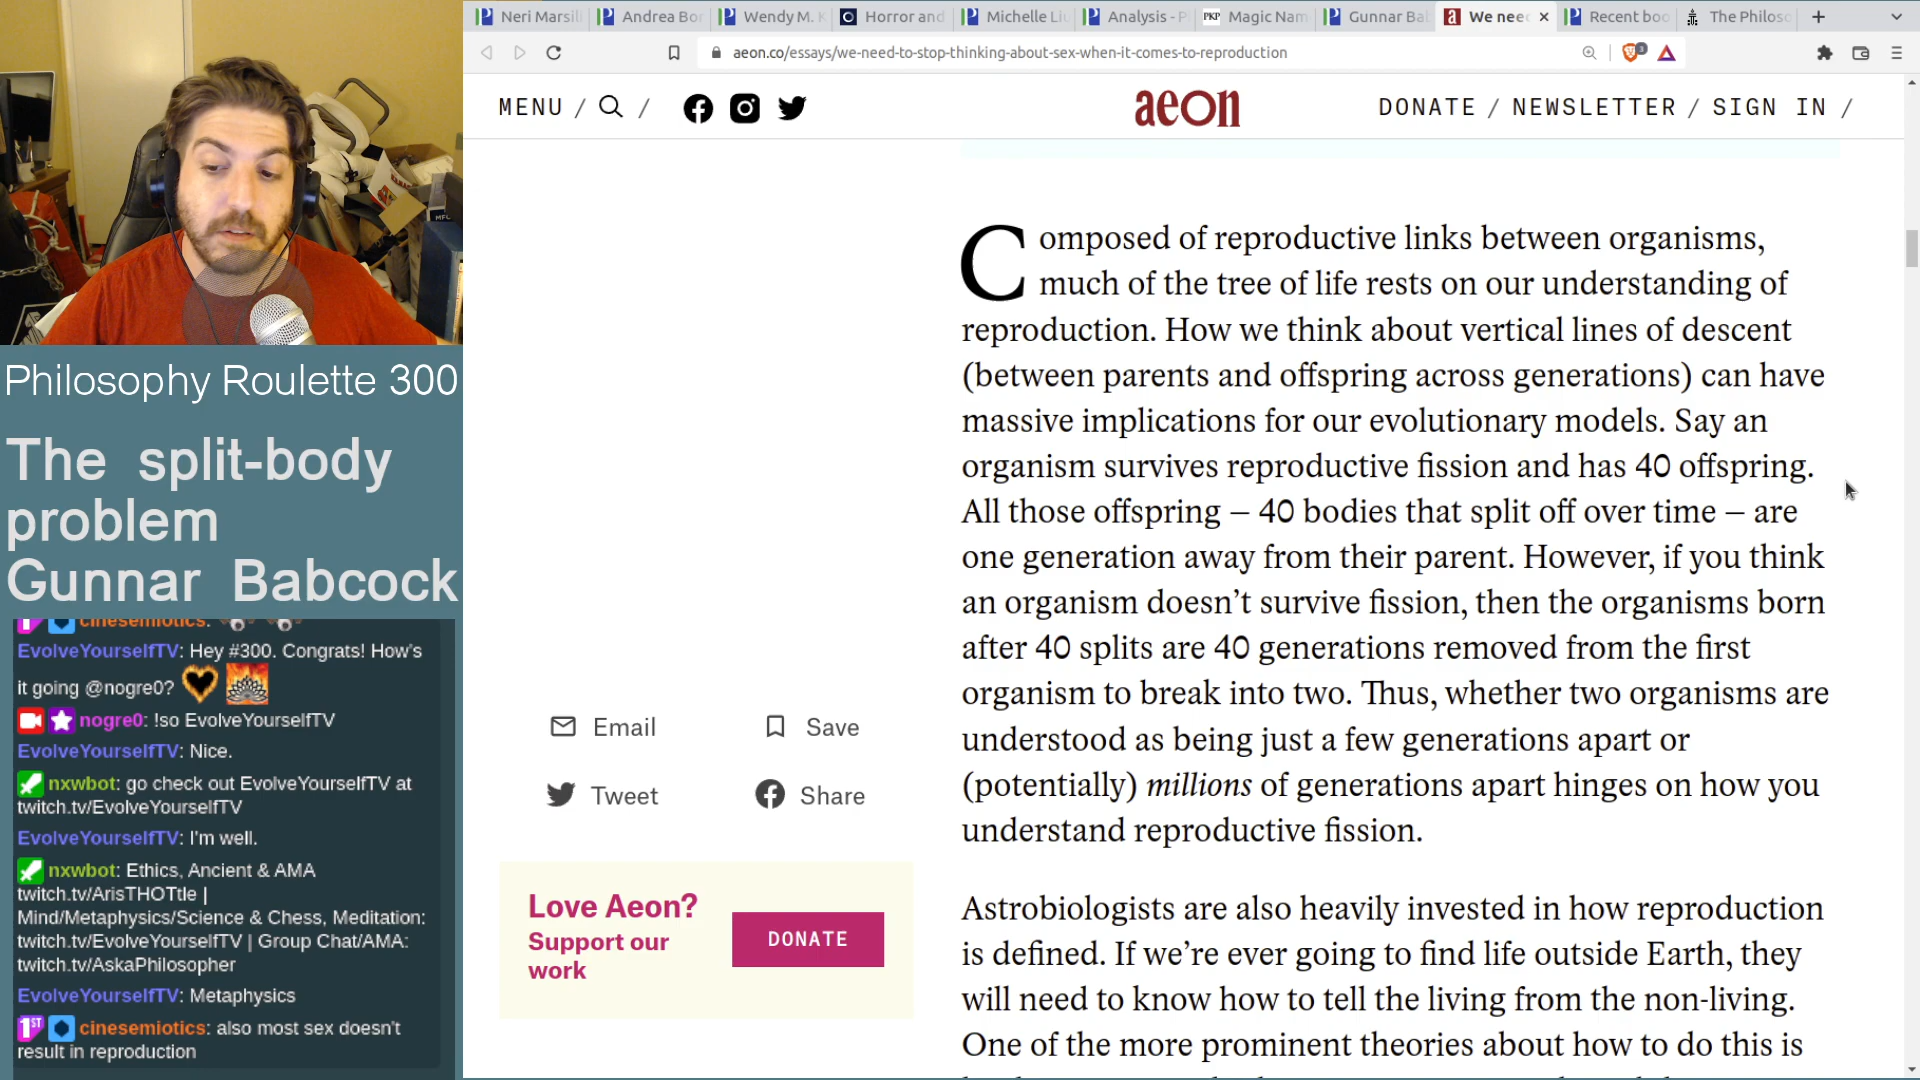 Neri Marsil
Andrea Bor
Wendy M. K
Horror and
Michelle Liu
Analysis - P
PKP Magic Nam
Gunnar Bab
a We nee
Recent boo
The Philoso
aeon.co/essays/we-need-to-stop-thinking-about-sex-when-it-comes-to-reproduction
MENU /
/
aeon
DONATE / NEWSLETTER / SIGN IN /
Composed of reproductive links between organisms,
much of the tree of life rests on our understanding of
reproduction. How we think about vertical lines of descent
(between parents and offspring across generations) can have
massive implications for our evolutionary models. Say an
organism survives reproductive fission and has 40 offspring.
All those offspring – 40 bodies that split off over time – are
one generation away from their parent. However, if you think
an organism doesn’t survive fission, then the organisms born
after 40 splits are 40 generations removed from the first
organism to break into two. Thus, whether two organisms are
understood as being just a few generations apart or
(potentially) millions of generations apart hinges on how you
understand reproductive fission.
Astrobiologists are also heavily invested in how reproduction
is defined. If we’re ever going to find life outside Earth, they
will need to know how to tell the living from the non-living.
One of the more prominent theories about how to do this is
Email
Save
Tweet
Share
Love Aeon?
Support our
work
DONATE
Philosophy Roulette 300
The split-body
problem
Gunnar Babcock
cinesemiotics:
EvolveYourselfTV: Hey #300. Congrats! How's
it going @nogre0?
nogre0: !so EvolveYourselfTV
EvolveYourselfTV: Nice.
nxwbot: go check out EvolveYourselfTV at
twitch.tv/EvolveYourselfTV
EvolveYourselfTV: I'm well.
nxwbot: Ethics, Ancient & AMA
twitch.tv/ArisTHOTtle |
Mind/Metaphysics/Science & Chess, Meditation:
twitch.tv/EvolveYourselfTV | Group Chat/AMA:
twitch.tv/AskaPhilosopher
EvolveYourselfTV: Metaphysics
1ST cinesemiotics: also most sex doesn't
result in reproduction